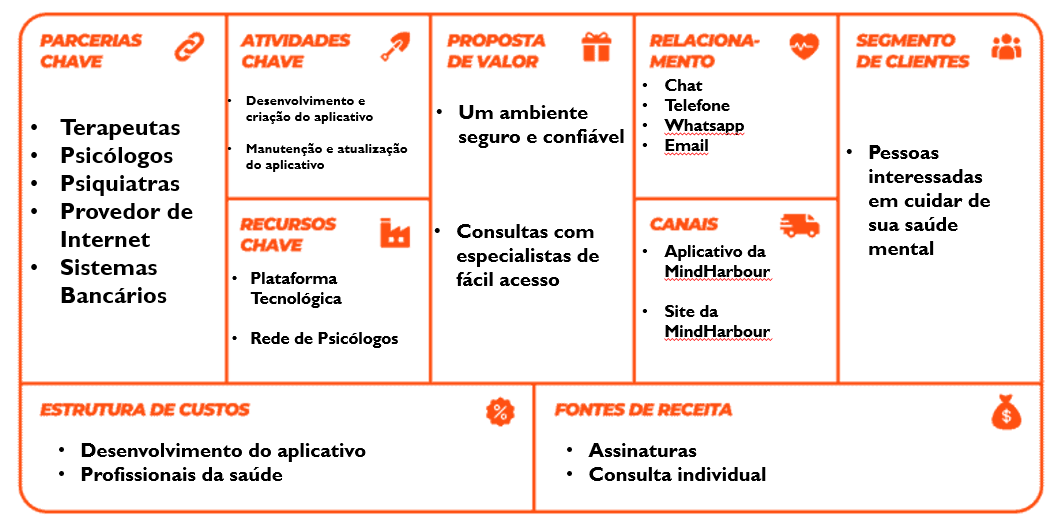 PARCERIAS
CHAVE
• Terapeutas
• Psicólogos
• Psiquiatras
• Provedor de
Internet
• Sistemas
Bancários
ATIVIDADES
CHAVE
• Desenvolvimento e
criação do aplicativo
• Manutenção e atualização
do aplicativo
RECURSOS
CHAVE
• Plataforma
Tecnológica
• Rede de Psicólogos
PROPOSTA
DE VALOR
• Um ambiente
seguro e confiável
• Consultas com
especialistas de
fácil acesso
RELACIONA-
MENTO
• Chat
• Telefone
• Whatsapp
• Email
CANAIS
• Aplicativo da
MindHarbour
• Site da
MindHarbour
SEGMENTO
DE CLIENTES
• Pessoas
interessadas
em cuidar de
sua saúde
mental
ESTRUTURA DE CUSTOS
%
• Desenvolvimento do aplicativo
• Profissionais da saúde
FONTES DE RECEITA
$
• Assinaturas
• Consulta individual